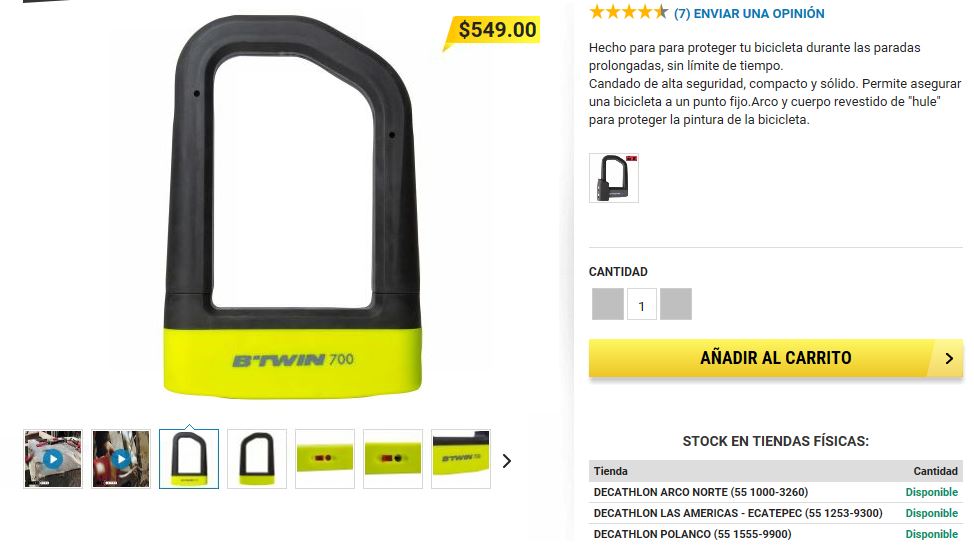 $549.00
B'TWIN 700
(7) ENVIAR UNA OPINIÓN
Hecho para para proteger tu bicicleta durante las paradas
prolongadas, sin límite de tiempo.
Candado de alta seguridad, compacto y sólido. Permite asegurar
una bicicleta a un punto fijo.Arco y cuerpo revestido de "hule"
para proteger la pintura de la bicicleta.
CANTIDAD
1
AÑADIR AL CARRITO
STOCK EN TIENDAS FÍSICAS:
Tienda Cantidad
DECATHLON ARCO NORTE (55 1000-3260) Disponible
DECATHLON LAS AMERICAS - ECATEPEC (55 1253-9300) Disponible
DECATHLON POLANCO (55 1555-9900) Disponible